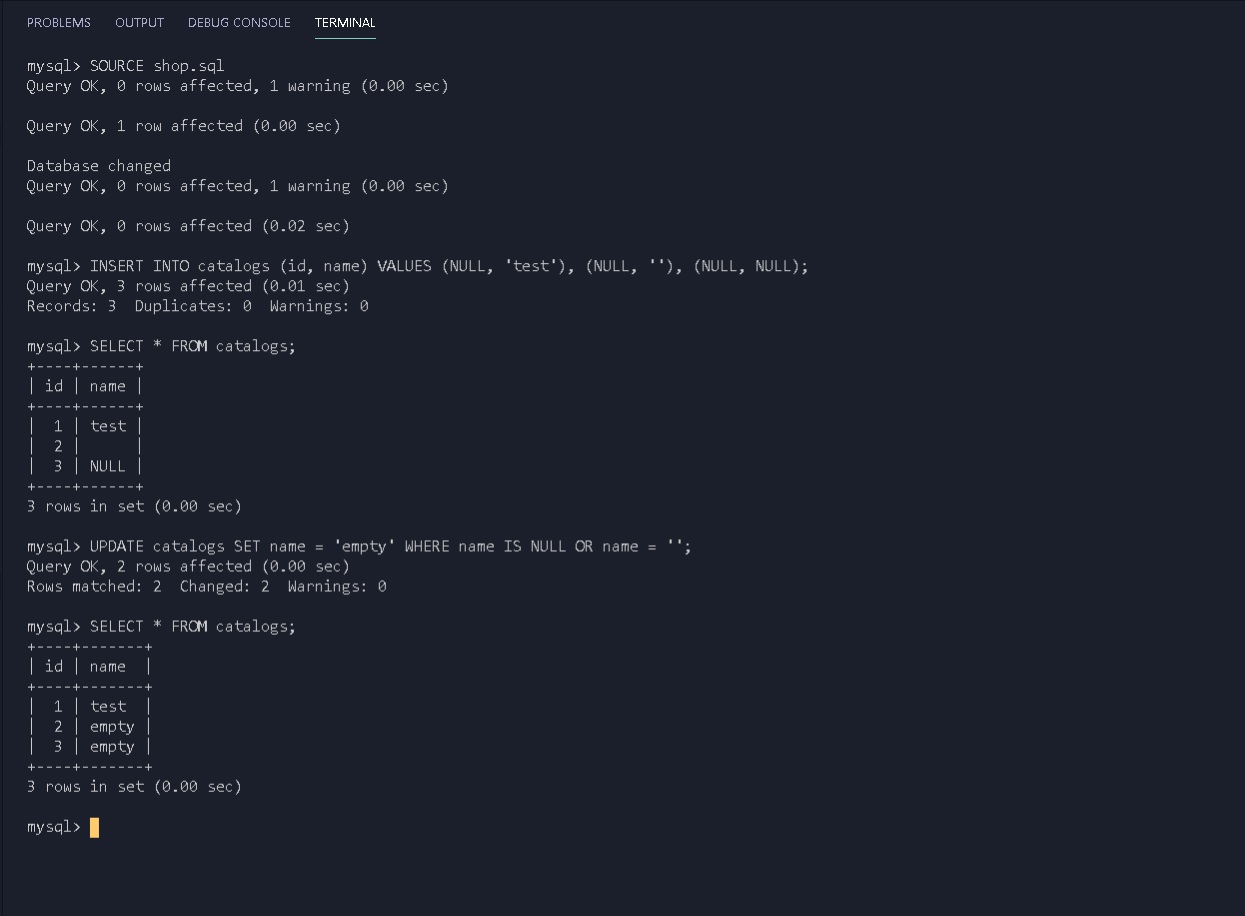 PROBLEMS OUTPUT DEBUG CONSOLE TERMINAL
mysql> SOURCE shop.sql
Query OK, 0 rows affected, 1 warning (0.00 sec)
Query OK, 1 row affected (0.00 sec)
Database changed
Query OK, 0 rows affected, 1 warning (0.00 sec)
Query OK, 0 rows affected (0.02 sec)
mysql> INSERT INTO catalogs (id, name) VALUES (NULL, 'test'), (NULL, ''), (NULL, NULL);
Query OK, 3 rows affected (0.01 sec)
Records: 3  Duplicates: 0  Warnings: 0
mysql> SELECT * FROM catalogs;
+----+------+
| id | name |
+----+------+
|  1 | test |
|  2 |      |
|  3 | NULL |
+----+------+
3 rows in set (0.00 sec)
mysql> UPDATE catalogs SET name = 'empty' WHERE name IS NULL OR name = '';
Query OK, 2 rows affected (0.00 sec)
Rows matched: 2  Changed: 2  Warnings: 0
mysql> SELECT * FROM catalogs;
+----+-------+
| id | name  |
+----+-------+
|  1 | test  |
|  2 | empty |
|  3 | empty |
+----+-------+
3 rows in set (0.00 sec)
mysql>